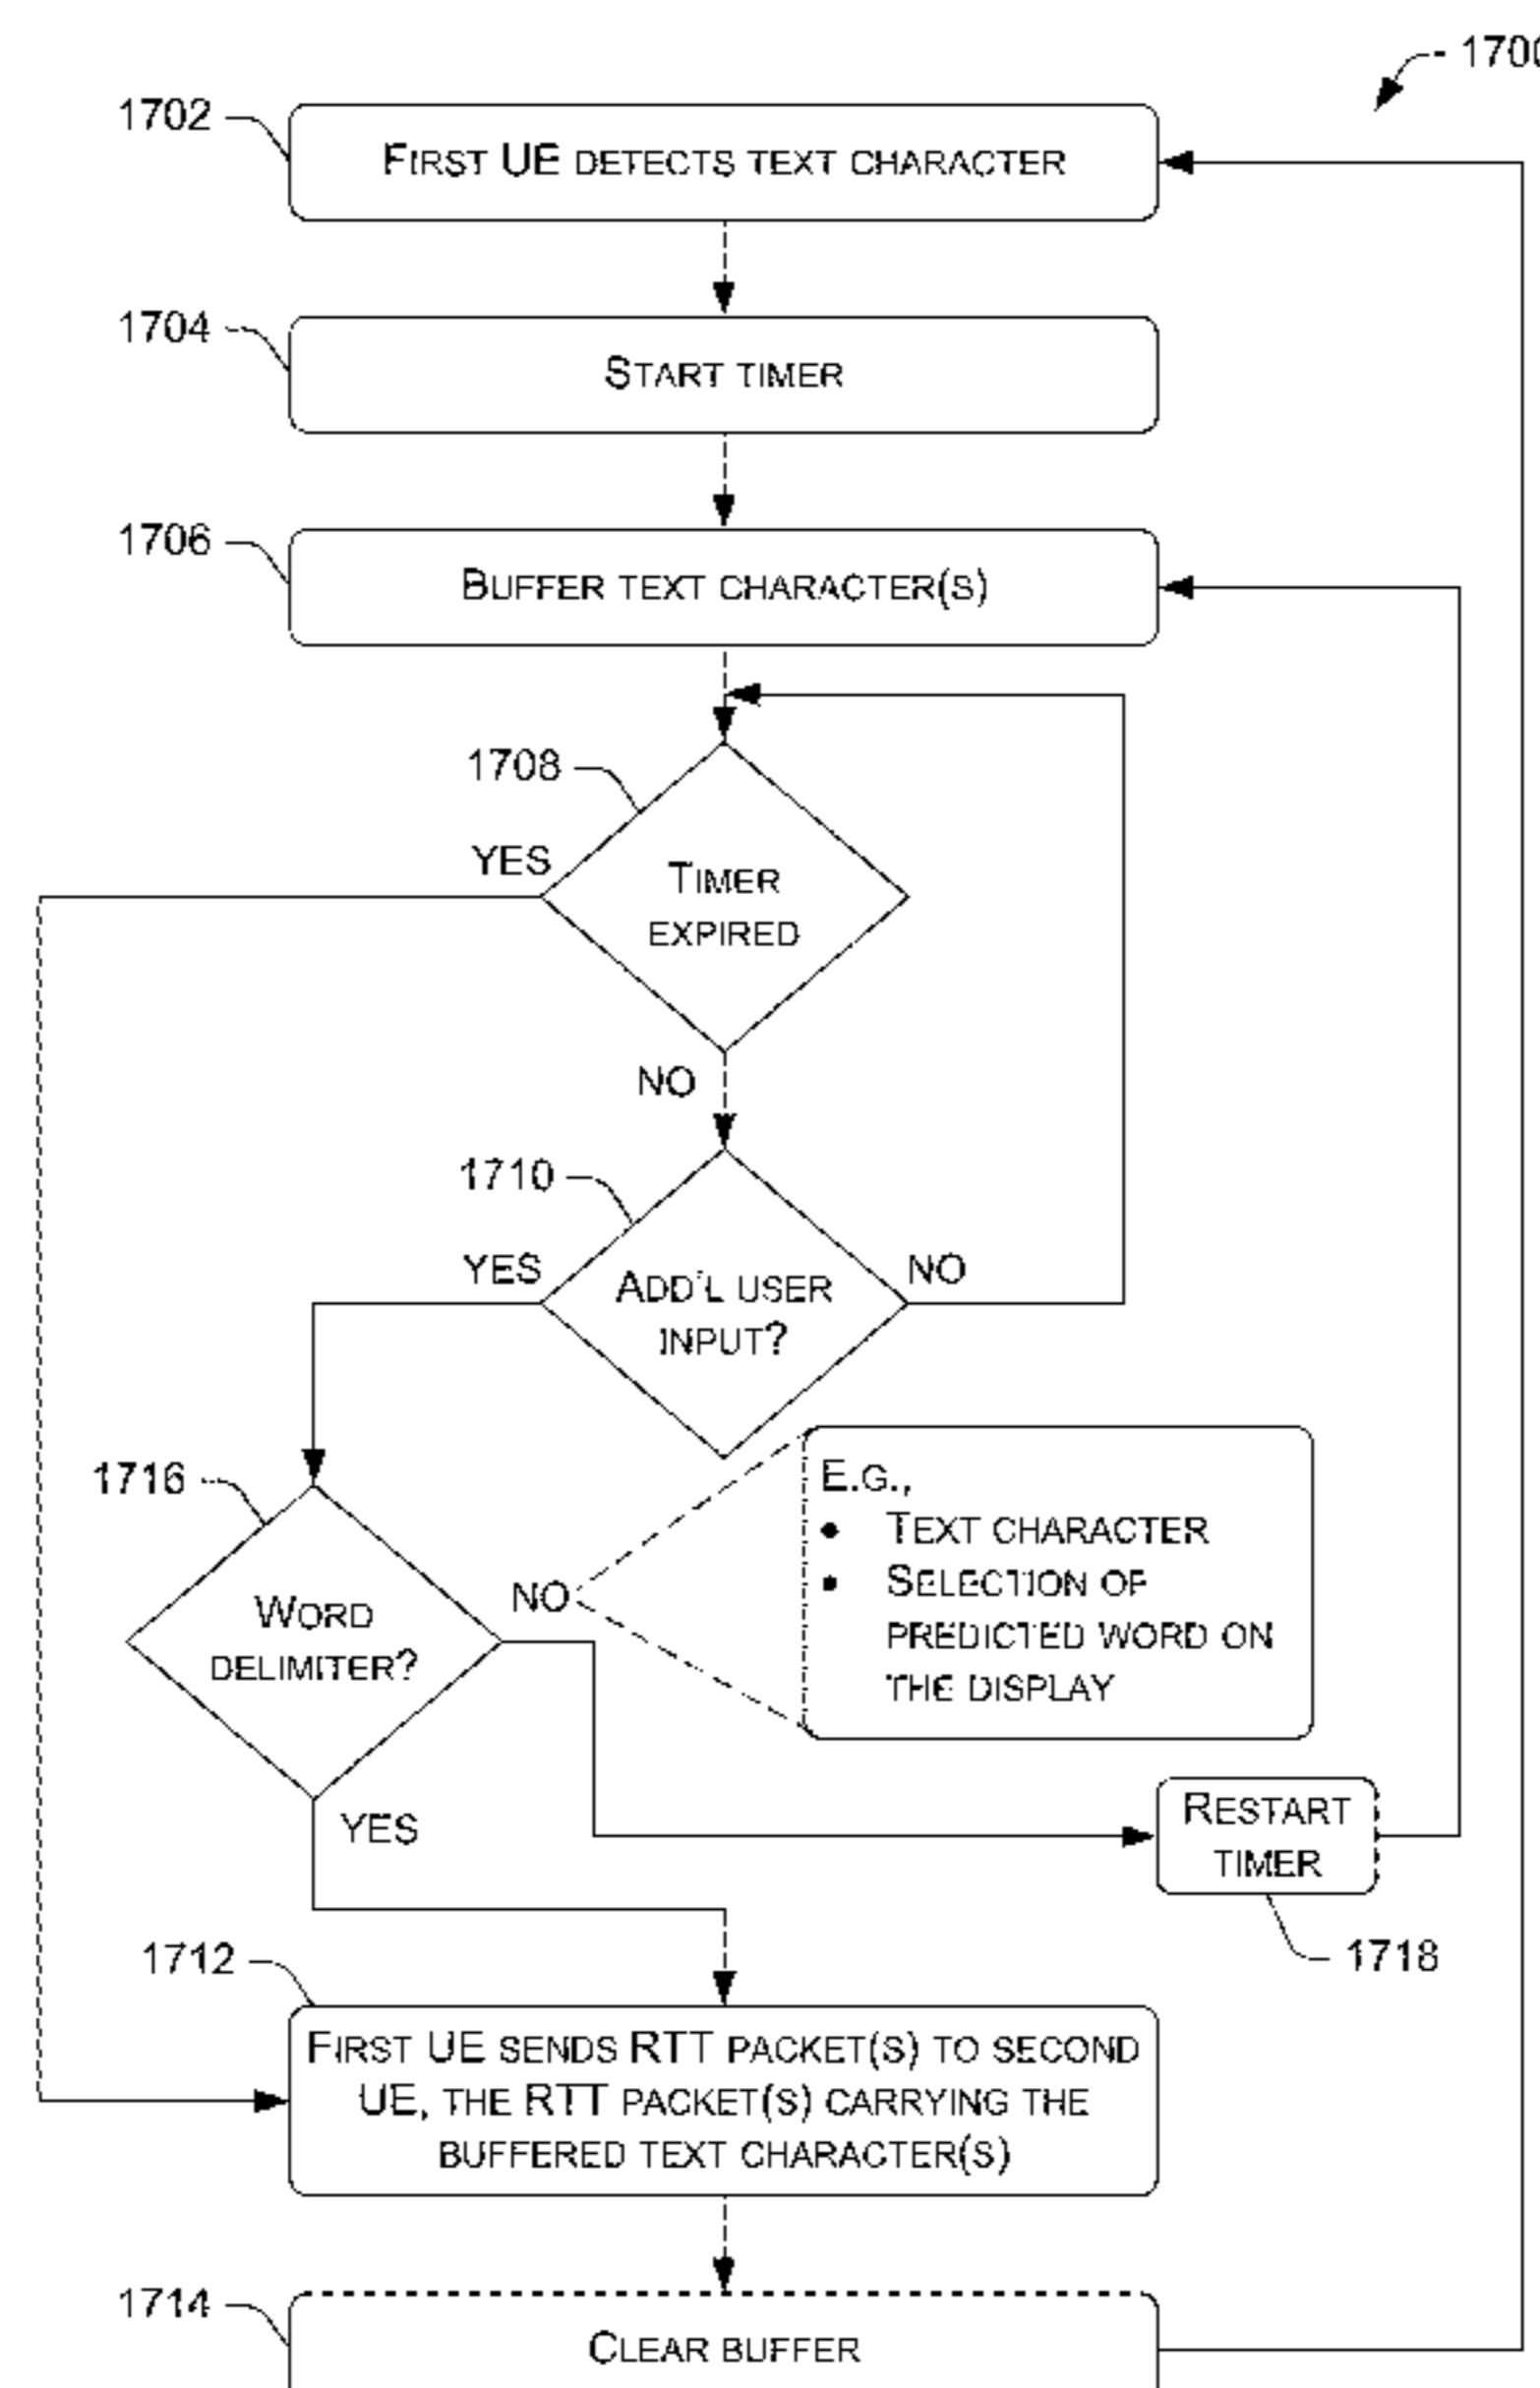 1700
1702
FIRST UE DETECTS TEXT CHARACTER
1704
START TIMER
1706
BUFFER TEXT CHARACTER(S)
1708
YES
TIMER
EXPIRED
NO
1710
YES
ADD'L USER
INPUT?
NO
1716
WORD
DELIMITER?
NO
E.G.,
● TEXT CHARACTER
● SELECTION OF
PREDICTED WORD ON
THE DISPLAY
YES
RESTART
TIMER
1718
1712
FIRST UE SENDS RTT PACKET(S) TO SECOND
UE, THE RTT PACKET(S) CARRYING THE
BUFFERED TEXT CHARACTER(S)
1714
CLEAR BUFFER